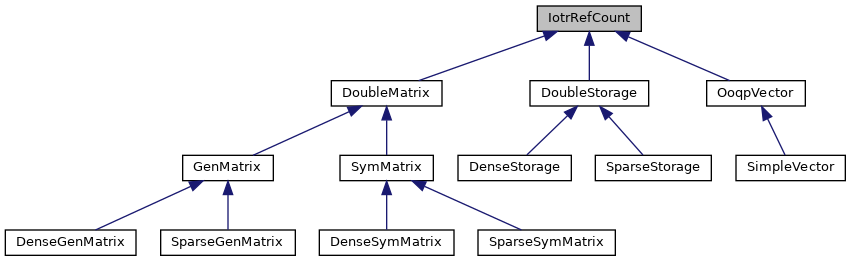 IotrRefCount
DoubleMatrix
DoubleStorage
OoqpVector
GenMatrix
SymMatrix
DenseStorage
SparseStorage
SimpleVector
DenseGenMatrix
SparseGenMatrix
DenseSymMatrix
SparseSymMatrix